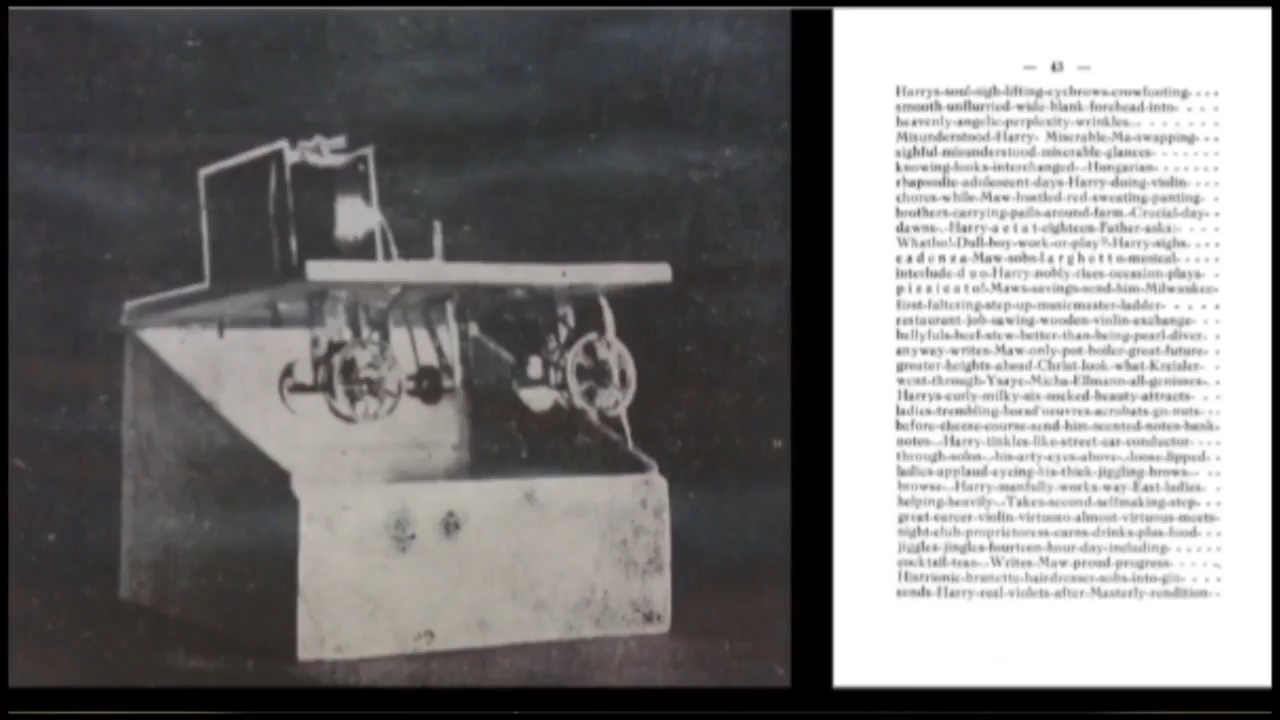 — 43 —
Harrys-soul-sigh-lifting-eyebrows-crowfooting- - - -
smooth-unflurried-wide-blank-forehead-into- - - -
heavenly-angelic-perplexity-wrinkles- - - - - - -
Misunderstood-Harry- Miserable-Ma-swapping- - - -
sighful-misunderstood-miserable-glances- - - - - - -
knowing-looks-interchanged-.-Hungarian- - - - -
rhapsodic-adolescent-days-Harry-doing-violin- - - -
chores-while-Maw-hustled-red-sweating-panting- - -
brothers-carrying-pails-around-farm.-Crucial-day- -
dawns-.-Harry-a e t a t-eighteen-Father-asks:- - - -
Whatho!-Dull-boy-work-or-play?-Harry-sighs- - - -
c a d e n z a-Maw-sobs-l a r g h e t t o-musical- - - -
interlude-d u o-Harry-nobly-rises-occasion-plays- -
p i z z i c a t o!-Maws-savings-send-him-Milwaukee-
first-faltering-step-up-musicmaster-ladder- - - - -
restaurant-job-sawing-wooden-violin-exchange- - -
bellyfuls-beef-stew-better-than-being-pearl-diver- -
anyway-writes-Maw-only-pot-boiler-great-future- -
greater-heights-ahead-Christ-look-what-Kreisler- -
went-through-Ysaye-Micha-Ellmann-all-geniuses- - -
Harrys-curly-milky-six-socked-beauty-attracts- - -
ladies-trembling-horsd'oeuvres-acrobats-go-nuts- -
before-cheese-course-send-him-scented-notes-bank-
notes-.-Harry-tinkles-like-street-car-conductor- - - -
through-solos-.-his-arty-eyes-above-.-loose-lipped- -
ladies-applaud-eyeing-his-thick-jiggling-brows- - -
browse-.-Harry-manfully-works-way-East-ladies- - -
helping-heavily-.-Takes-second-selfmaking-step- - -
great-career-violin-virtuoso-almost-virtuous-meets-
night-club-proprietoress-earns-drinks-plus-food- - -
jiggles-jingles-fourteen-hour-day-including- - - - -
cocktail-teas-.-Writes-Maw-proud-progress- - - - -
Histrionic-brunette-hairdresser-sobs-into-gin- - - -
sends-Harry-real-violets-after-Masterly-rendition- -